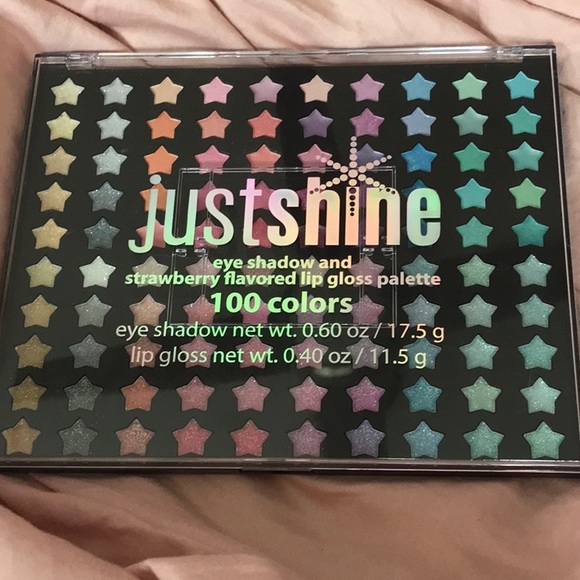 justshine
eye shadow and
strawberry flavored lip gloss palette
100 colors
eye shadow net wt. 0.60 oz / 17.5 g
lip gloss net wt. 0.40 oz / 11.5 g